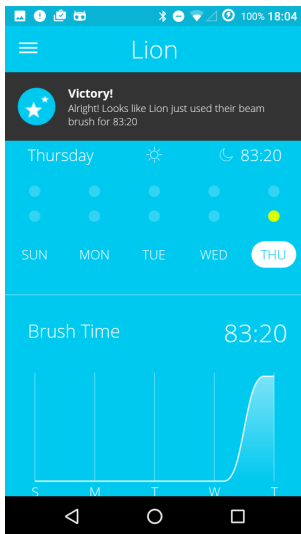 100% 18:04
Lion
Victory!
Alright! Looks like Lion just used their beam
brush for 83:20
Thursday 83:20
SUN MON TUE WED THU
Brush Time 83:20
S M T W T